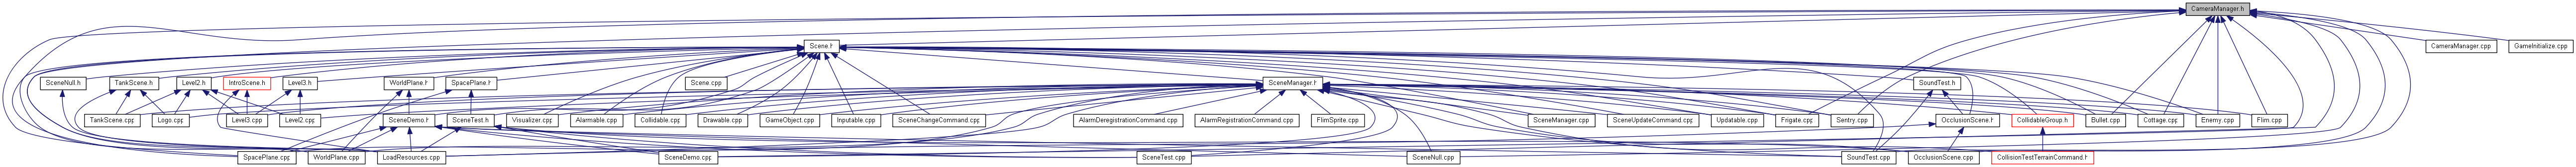 CameraManager.h
Scene.h
CameraManager.cpp
GameInitialize.cpp
SceneNull.h
TankScene.h
Level2.h
IntroScene.h
Level3.h
WorldPlane.h
SpacePlane.h
Scene.cpp
SceneManager.h
SoundTest.h
TankScene.cpp
Logo.cpp
Level3.cpp
Level2.cpp
SceneDemo.h
SceneTest.h
Visualizer.cpp
Alarmable.cpp
Collidable.cpp
Drawable.cpp
GameObject.cpp
Inputable.cpp
SceneChangeCommand.cpp
AlarmDeregistrationCommand.cpp
AlarmRegistrationCommand.cpp
FlimSprite.cpp
SceneManager.cpp
SceneUpdateCommand.cpp
Updatable.cpp
Frigate.cpp
Sentry.cpp
OcclusionScene.h
CollidableGroup.h
Bullet.cpp
Cottage.cpp
Enemy.cpp
Flim.cpp
SpacePlane.cpp
WorldPlane.cpp
LoadResources.cpp
SceneDemo.cpp
SceneTest.cpp
SceneNull.cpp
SoundTest.cpp
OcclusionScene.cpp
CollisionTestTerrainCommand.h